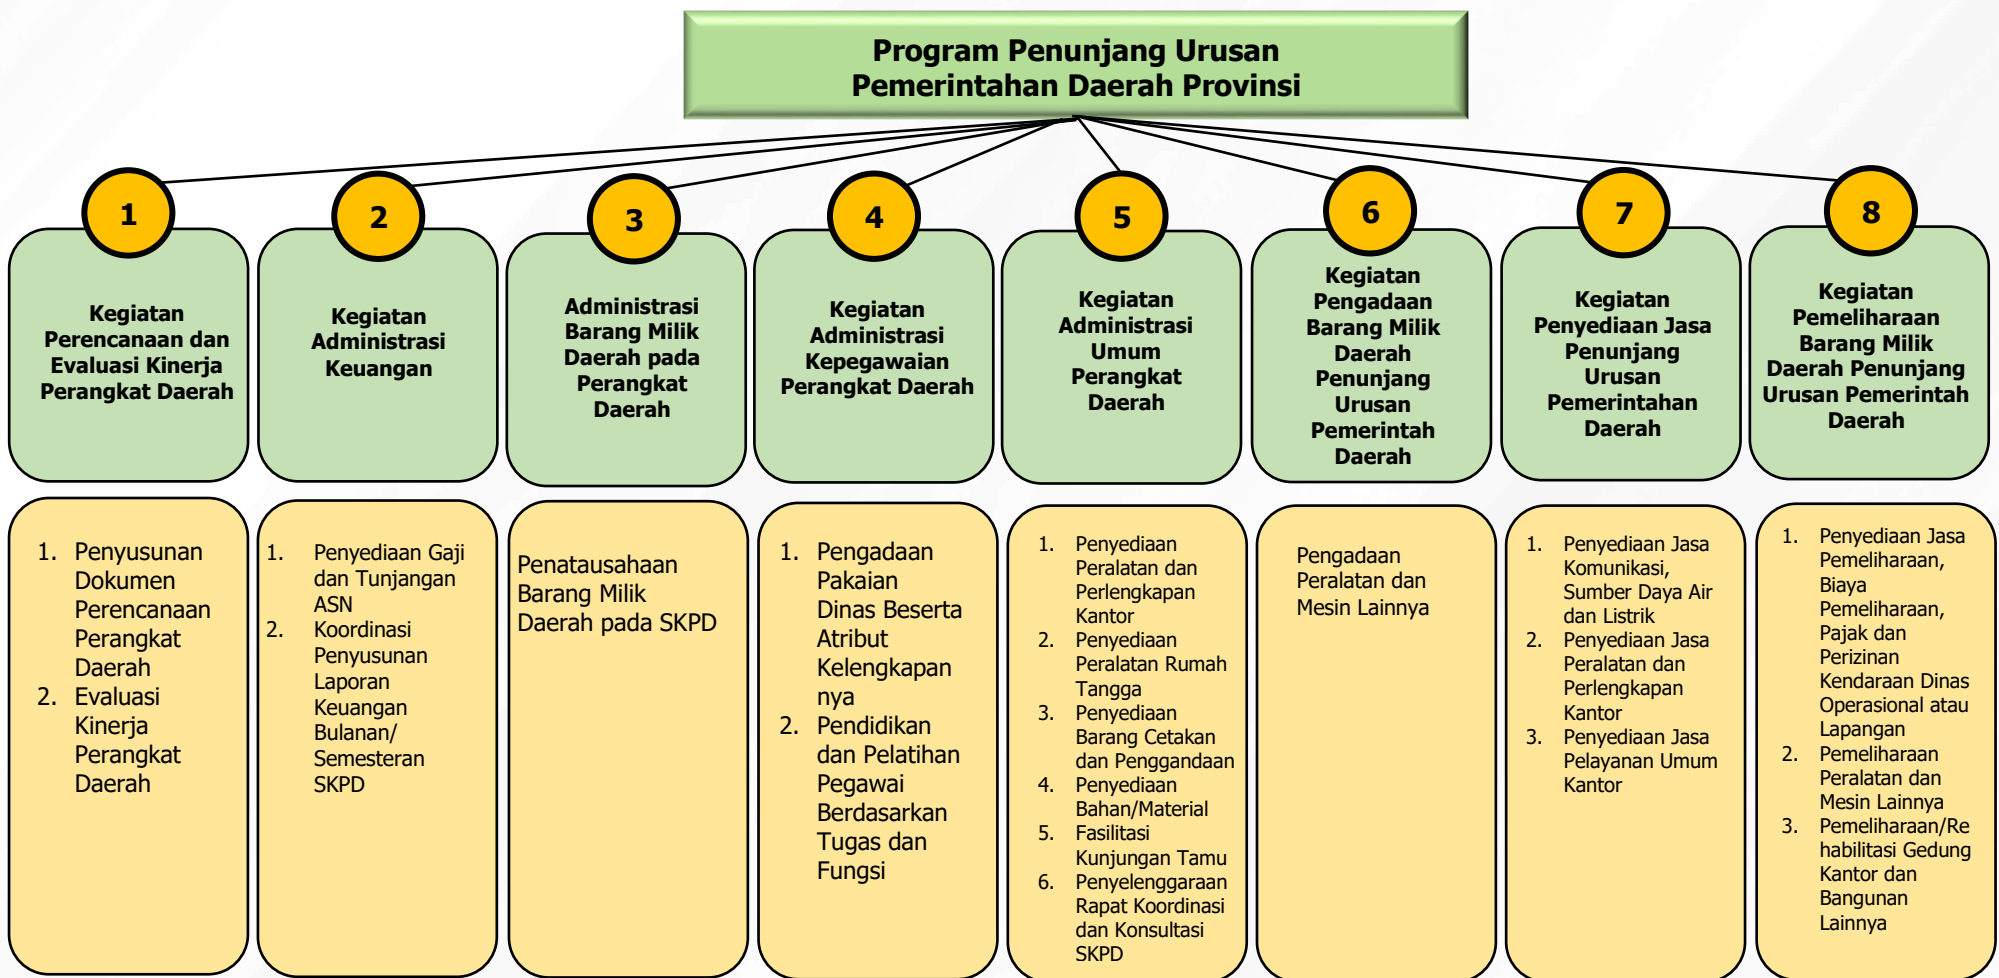 Program Penunjang Urusan
Pemerintahan Daerah Provinsi
1
Kegiatan
Perencanaan dan
Evaluasi Kinerja
Perangkat Daerah
2
Kegiatan
Administrasi
Keuangan
3
Administrasi
Barang Milik
Daerah pada
Perangkat
Daerah
4
Kegiatan
Administrasi
Kepegawaian
Perangkat Daerah
5
Kegiatan
Administrasi
Umum
Perangkat
Daerah
6
Kegiatan
Pengadaan
Barang Milik
Daerah
Penunjang
Urusan
Pemerintah
Daerah
7
Kegiatan
Penyediaan Jasa
Penunjang
Urusan
Pemerintahan
Daerah
8
Kegiatan
Pemeliharaan
Barang Milik
Daerah Penunjang
Urusan Pemerintah
Daerah
1. Penyusunan
Dokumen
Perencanaan
Perangkat
Daerah
2. Evaluasi
Kinerja
Perangkat
Daerah
1. Penyediaan Gaji
dan Tunjangan
ASN
2. Koordinasi
Penyusunan
Laporan
Keuangan
Bulanan/
Semesteran
SKPD
Penatausahaan
Barang Milik
Daerah pada SKPD
1. Pengadaan
Pakaian
Dinas Beserta
Atribut
Kelengkapan
nya
2. Pendidikan
dan Pelatihan
Pegawai
Berdasarkan
Tugas dan
Fungsi
1. Penyediaan
Peralatan dan
Perlengkapan
Kantor
2. Penyediaan
Peralatan Rumah
Tangga
3. Penyediaan
Barang Cetakan
dan Penggandaan
4. Penyediaan
Bahan/Material
5. Fasilitasi
Kunjungan Tamu
6. Penyelenggaraan
Rapat Koordinasi
dan Konsultasi
SKPD
Pengadaan
Peralatan dan
Mesin Lainnya
1. Penyediaan Jasa
Komunikasi,
Sumber Daya Air
dan Listrik
2. Penyediaan Jasa
Peralatan dan
Perlengkapan
Kantor
3. Penyediaan Jasa
Pelayanan Umum
Kantor
1. Penyediaan Jasa
Pemeliharaan,
Biaya
Pemeliharaan,
Pajak dan
Perizinan
Kendaraan Dinas
Operasional atau
Lapangan
2. Pemeliharaan
Peralatan dan
Mesin Lainnya
3. Pemeliharaan/Re
habilitasi Gedung
Kantor dan
Bangunan
Lainnya